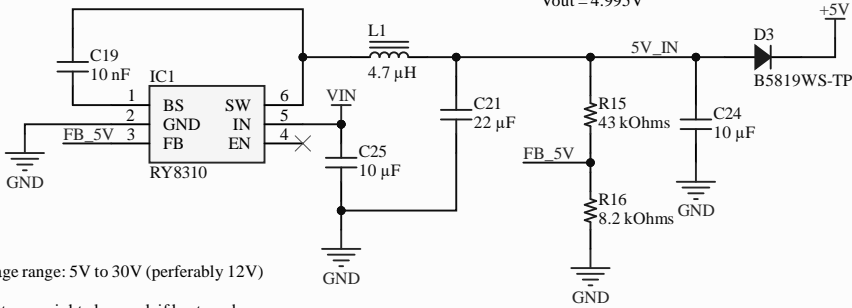 Vout = 4.995V
+5V
C19
10 nF
IC1
1 BS SW 6
2 GND IN 5
3 FB EN 4
RY8310
FB_5V
GND
VIN
C25
10 µF
GND
L1
4.7 µH
C21
22 µF
5V_IN
R15
43 kOhms
FB_5V
R16
8.2 kOhms
GND
C24
10 µF
GND
D3
B5819WS-TP
range: 5V to 30V (perferably 12V)